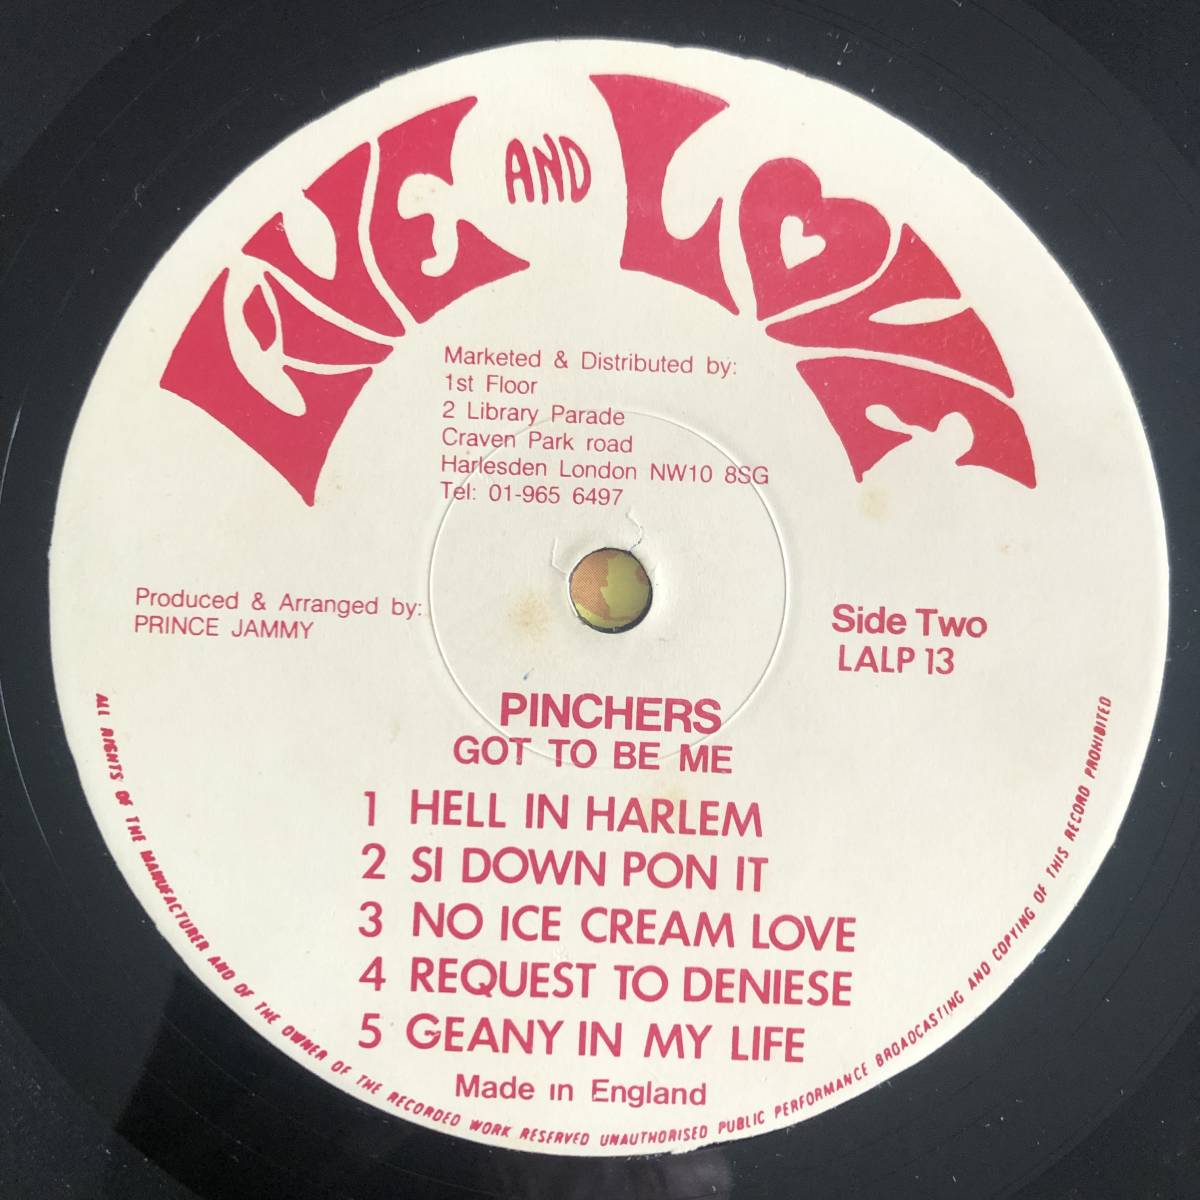 LIVE AND LOVE
Marketed & Distributed by:
1st Floor
2 Library Parade
Craven Park road
Harlesden London NW10 8SG
Tel: 01-965 6497
Produced & Arranged by:
PRINCE JAMMY
Side Two
LALP 13
PINCHERS
GOT TO BE ME
1 HELL IN HARLEM
2 SI DOWN PON IT
3 NO ICE CREAM LOVE
4 REQUEST TO DENIESE
5 GEANY IN MY LIFE
Made in England
ALL RIGHTS OF THE MANUFACTURER AND OF THE OWNER OF THE RECORDED WORK RESERVED UNAUTHORISED PUBLIC PERFORMANCE BROADCASTING AND COPYING OF THIS RECORD PROHIBITED